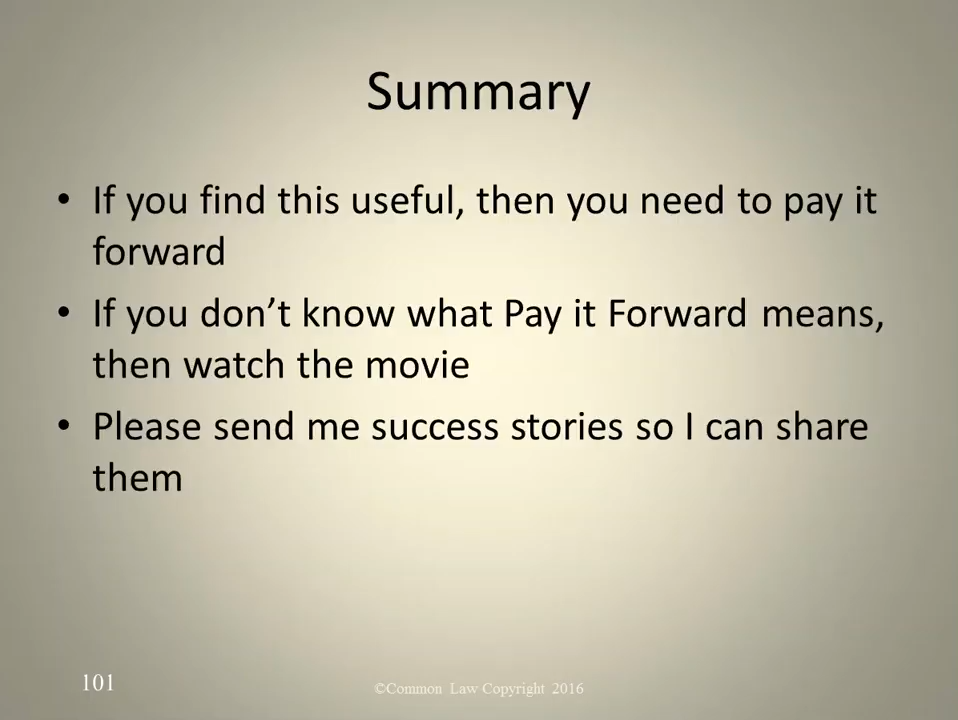 Summary
• If you find this useful, then you need to pay it
forward
• If you don’t know what Pay it Forward means,
then watch the movie
• Please send me success stories so I can share
them
101
©Common Law Copyright 2016